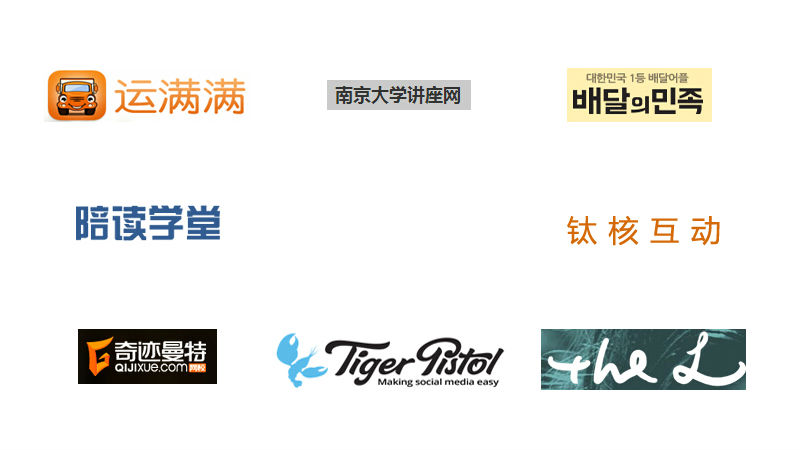 运满满
南京大学讲座网
대한민국 1등 배달어플
배달의민족
陪读学堂
钛核互动
奇迹曼特
QIJIXUE.com 网校
Tiger Pistol
Making social media easy
the L